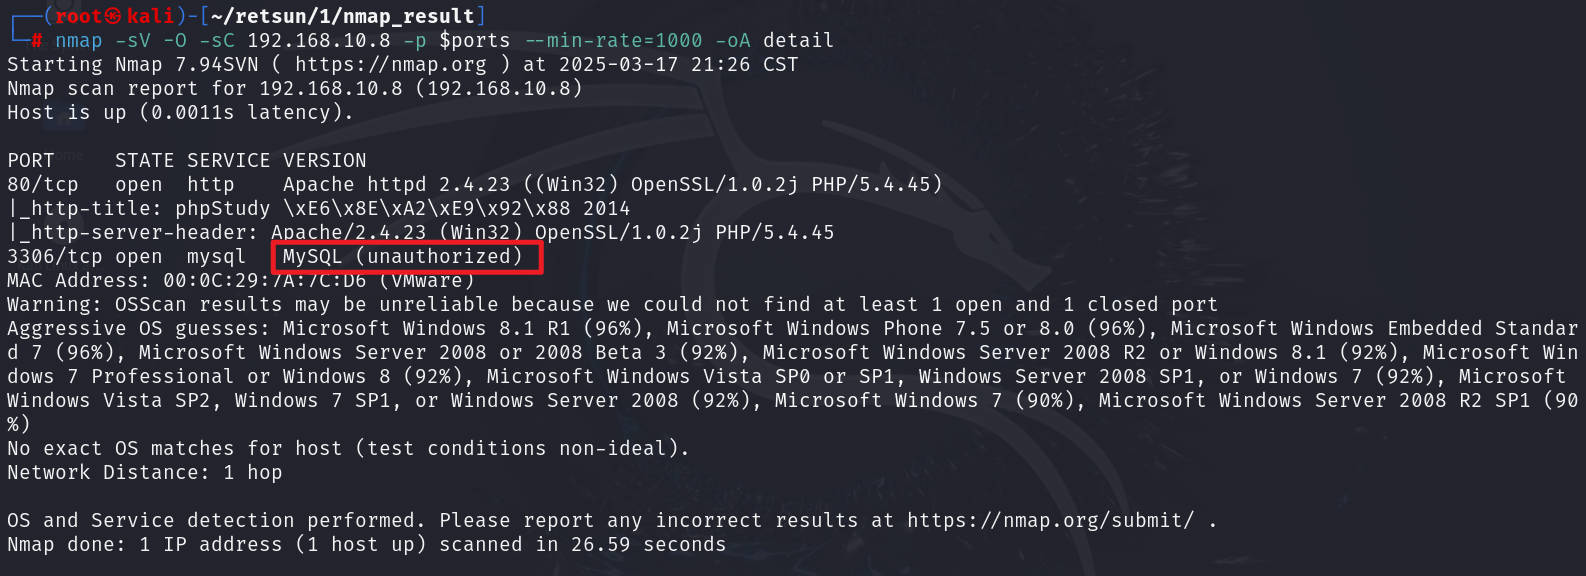 ┌──(root㉿kali)-[~/retsun/1/nmap_result]
└─# nmap -sV -O -sC 192.168.10.8 -p $ports --min-rate=1000 -oA detail
Starting Nmap 7.94SVN ( https://nmap.org ) at 2025-03-17 21:26 CST
Nmap scan report for 192.168.10.8 (192.168.10.8)
Host is up (0.0011s latency).
PORT     STATE SERVICE VERSION
80/tcp   open  http    Apache httpd 2.4.23 ((Win32) OpenSSL/1.0.2j PHP/5.4.45)
|_http-title: phpStudy \xE6\x8E\xA2\xE9\x92\x88 2014
|_http-server-header: Apache/2.4.23 (Win32) OpenSSL/1.0.2j PHP/5.4.45
3306/tcp open  mysql   MySQL (unauthorized)
MAC Address: 00:0C:29:7A:7C:D6 (VMware)
Warning: OSScan results may be unreliable because we could not find at least 1 open and 1 closed port
Aggressive OS guesses: Microsoft Windows 8.1 R1 (96%), Microsoft Windows Phone 7.5 or 8.0 (96%), Microsoft Windows Embedded Standar
d 7 (96%), Microsoft Windows Server 2008 or 2008 Beta 3 (92%), Microsoft Windows Server 2008 R2 or Windows 8.1 (92%), Microsoft Win
dows 7 Professional or Windows 8 (92%), Microsoft Windows Vista SP0 or SP1, Windows Server 2008 SP1, or Windows 7 (92%), Microsoft
Windows Vista SP2, Windows 7 SP1, or Windows Server 2008 (92%), Microsoft Windows 7 (90%), Microsoft Windows Server 2008 R2 SP1 (90
%)
No exact OS matches for host (test conditions non-ideal).
Network Distance: 1 hop
OS and Service detection performed. Please report any incorrect results at https://nmap.org/submit/ .
Nmap done: 1 IP address (1 host up) scanned in 26.59 seconds